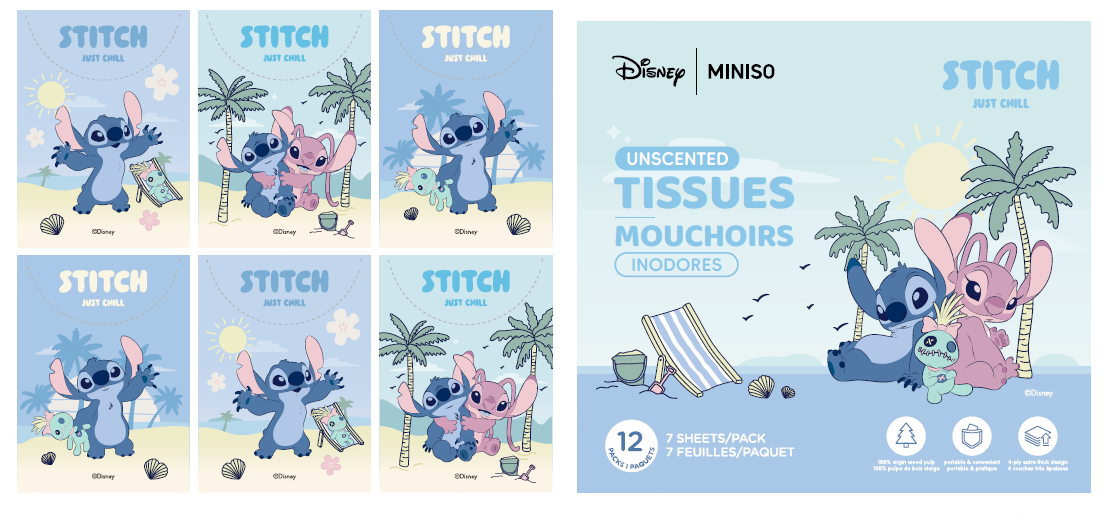 STITCH
JUST CHILL
©Disney
STITCH
JUST CHILL
©Disney
STITCH
JUST CHILL
©Disney
STITCH
JUST CHILL
©Disney
STITCH
JUST CHILL
©Disney
STITCH
JUST CHILL
©Disney
Disney | MINISO
STITCH
JUST CHILL
UNSCENTED
TISSUES
MOUCHOIRS
INODORES
©Disney
12
PACKS / PAQUETS
7 SHEETS/PACK
7 FEUILLES/PAQUET
100% virgin wood pulp
100% pulpe de bois vierge
portable & convenient
portable & pratique
4-ply extra thick design
4 couches très épaisses